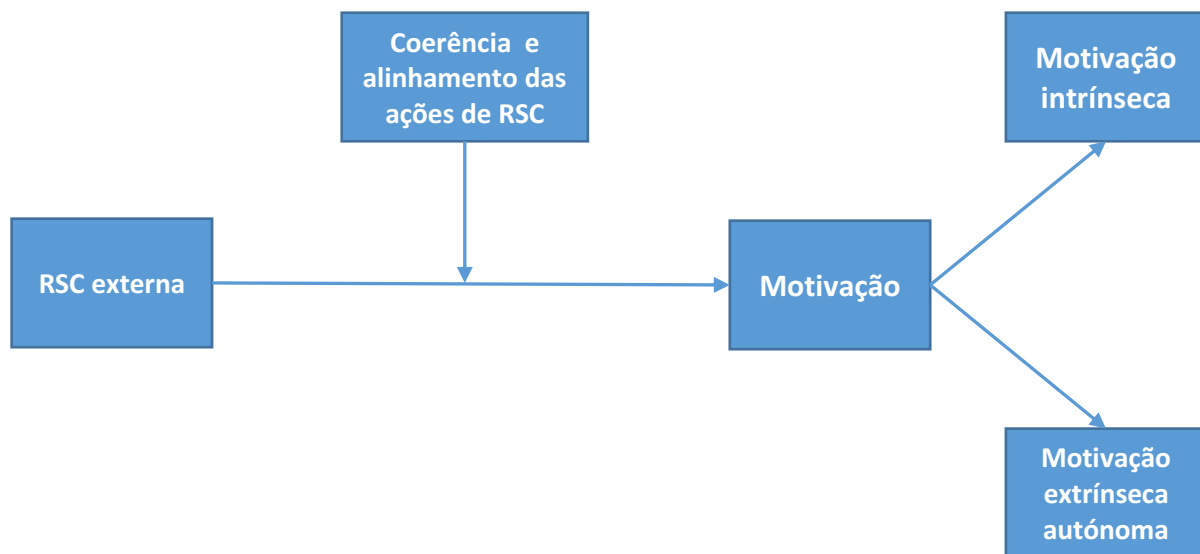 Coerência e
alinhamento das
ações de RSC
Motivação
intrínseca
RSC externa
Motivação
Motivação
extrínseca
autónoma